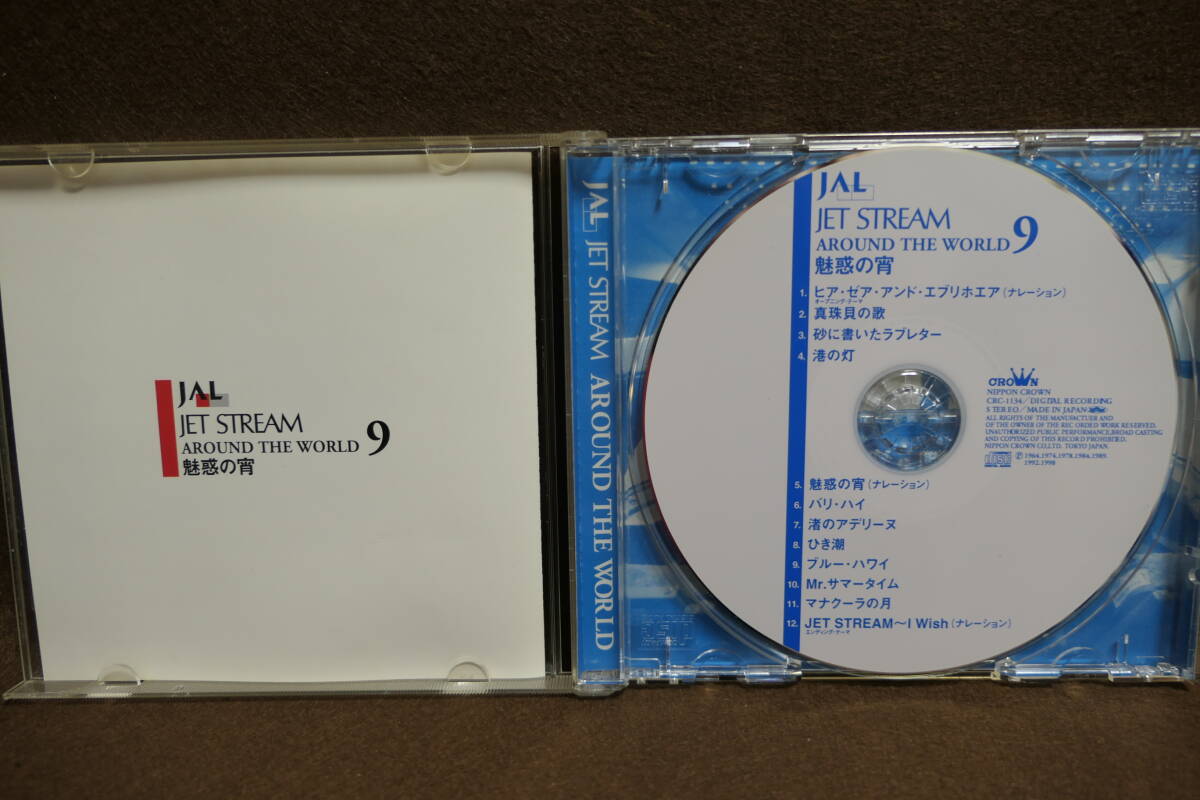 JAL
JET STREAM
AROUND THE WORLD 9
魅惑の宵
JAL JET STREAM AROUND THE WORLD
JAL
JET STREAM
AROUND THE WORLD 9
魅惑の宵
1. ヒア・ゼア・アンド・エブリホエア (ナレーション)
オープニング・テーマ
2. 真珠貝の歌
3. 砂に書いたラブレター
4. 港の灯
CROWN
NIPPON CROWN
CRC-1134/DIGITAL RECORDING
STEREO/MADE IN JAPAN
ALL RIGHTS OF THE MANUFACTUER AND
OF THE OWNER OF THE REC ORDED WORK RESERVED.
UNAUTHORIZED PUBLIC PERFORMANCE,BROAD CASTING
AND COPYING OF THIS RECORD PROHIBITED.
NIPPON CROWN CO.,LTD. TOKYO JAPAN.
Ⓟ 1964.1974.1978.1984.1989.
1992.1998
5. 魅惑の宵 (ナレーション)
6. バリ・ハイ
7. 渚のアデリーヌ
8. ひき潮
9. ブルー・ハワイ
10. Mr.サマータイム
11. マナクーラの月
12. JET STREAM〜I Wish (ナレーション)
エンディング・テーマ